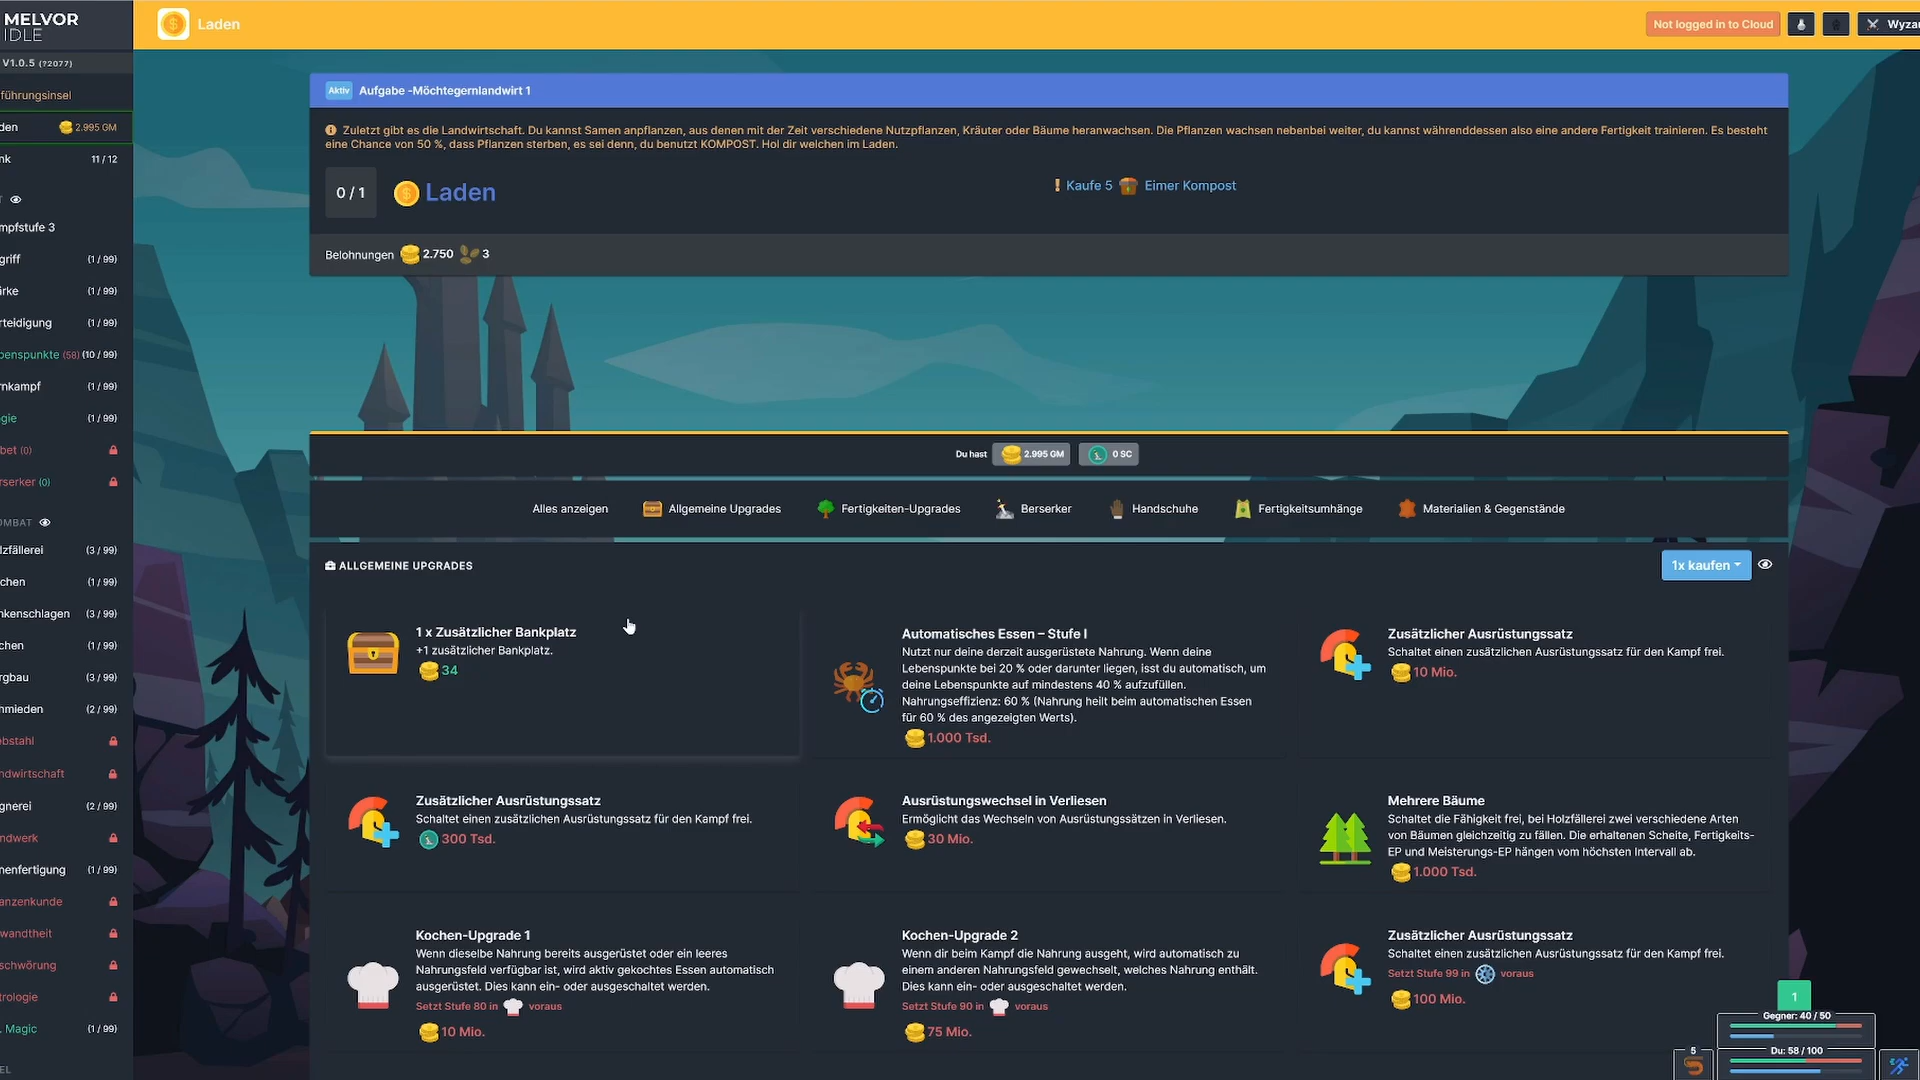 MELVOR
IDLE
Laden
Not logged in to Cloud
V1.0.5 (?2077)
führungsinsel
den 2.995 GM
nk 11 / 12
mpfstufe 3
griff (1 / 99)
irke (1 / 99)
rteidigung (1 / 99)
benspunkte (58) (10 / 99)
rnkampf (1 / 99)
gie (1 / 99)
bet (0)
rserker (0)
OMBAT
lzfällerei (3 / 99)
chen (1 / 99)
nkenschlagen (3 / 99)
chen (1 / 99)
rgbau (3 / 99)
hmieden (2 / 99)
ebstahl
ndwirtschaft
gnerei (2 / 99)
ndwerk
nenfertigung (1 / 99)
anzenkunde
wandtheit
schwörung
trologie
. Magic (1 / 99)
EL
Aktiv Aufgabe -Möchtegernlandwirt 1
Zuletzt gibt es die Landwirtschaft. Du kannst Samen anpflanzen, aus denen mit der Zeit verschiedene Nutzpflanzen, Kräuter oder Bäume heranwachsen. Die Pflanzen wachsen nebenbei weiter, du kannst währenddessen also eine andere Fertigkeit trainieren. Es besteht
eine Chance von 50 %, dass Pflanzen sterben, es sei denn, du benutzt KOMPOST. Hol dir welchen im Laden.
0 / 1 Laden
Kaufe 5 Eimer Kompost
Belohnungen 2.750 3
Du hast 2.995 GM 0 SC
Alles anzeigen Allgemeine Upgrades Fertigkeiten-Upgrades Berserker Handschuhe Fertigkeitsumhänge Materialien & Gegenstände
ALLGEMEINE UPGRADES
1x kaufen
1 x Zusätzlicher Bankplatz
+1 zusätzlicher Bankplatz.
34
Automatisches Essen – Stufe I
Nutzt nur deine derzeit ausgerüstete Nahrung. Wenn deine
Lebenspunkte bei 20 % oder darunter liegen, isst du automatisch, um
deine Lebenspunkte auf mindestens 40 % aufzufüllen.
Nahrungseffizienz: 60 % (Nahrung heilt beim automatischen Essen
für 60 % des angezeigten Werts).
1.000 Tsd.
Zusätzlicher Ausrüstungssatz
Schaltet einen zusätzlichen Ausrüstungssatz für den Kampf frei.
10 Mio.
Zusätzlicher Ausrüstungssatz
Schaltet einen zusätzlichen Ausrüstungssatz für den Kampf frei.
300 Tsd.
Ausrüstungswechsel in Verliesen
Ermöglicht das Wechseln von Ausrüstungssätzen in Verliesen.
30 Mio.
Mehrere Bäume
Schaltet die Fähigkeit frei, bei Holzfällerei zwei verschiedene Arten
von Bäumen gleichzeitig zu fällen. Die erhaltenen Scheite, Fertigkeits-
EP und Meisterungs-EP hängen vom höchsten Intervall ab.
1.000 Tsd.
Kochen-Upgrade 1
Wenn dieselbe Nahrung bereits ausgerüstet oder ein leeres
Nahrungsfeld verfügbar ist, wird aktiv gekochtes Essen automatisch
ausgerüstet. Dies kann ein- oder ausgeschaltet werden.
Setzt Stufe 80 in voraus
10 Mio.
Kochen-Upgrade 2
Wenn dir beim Kampf die Nahrung ausgeht, wird automatisch zu
einem anderen Nahrungsfeld gewechselt, welches Nahrung enthält.
Dies kann ein- oder ausgeschaltet werden.
Setzt Stufe 90 in voraus
75 Mio.
Zusätzlicher Ausrüstungssatz
Schaltet einen zusätzlichen Ausrüstungssatz für den Kampf frei.
Setzt Stufe 99 in voraus
100 Mio.
1
Gegner: 40 / 50
5
Du: 58 / 100